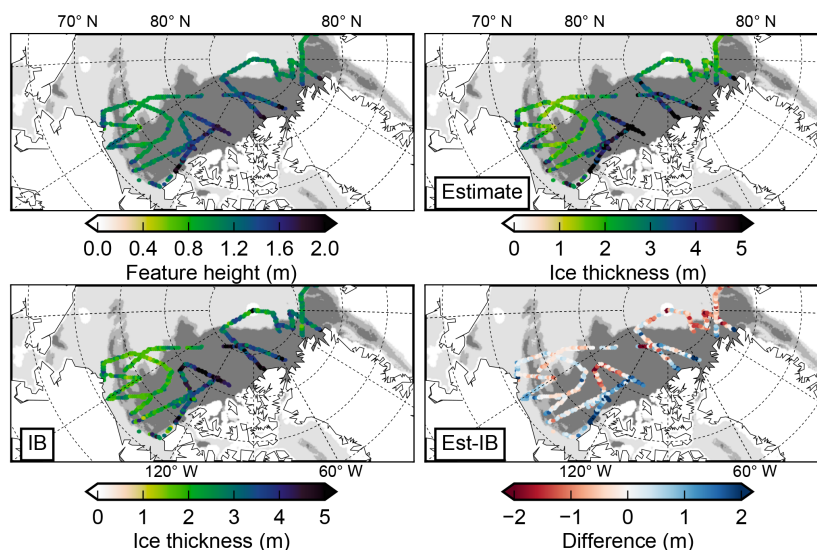 70° N 80° N 80° N
70° N 80° N 80° N
Estimate
0.0 0.4 0.8 1.2 1.6 2.0
Feature height (m)
0 1 2 3 4 5
Ice thickness (m)
IB
Est-IB
120° W 60° W
120° W 60° W
0 1 2 3 4 5
Ice thickness (m)
−2 −1 0 1 2
Difference (m)